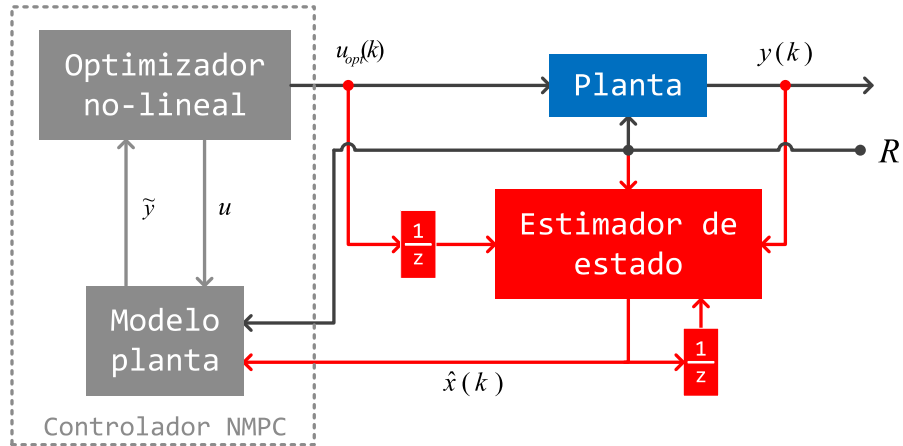 Optimizador
no-lineal
u_opt(k)
Planta
y(k)
R
ỹ
u
1
z
Estimador de
estado
Modelo
planta
x̂(k)
1
z
Controlador NMPC